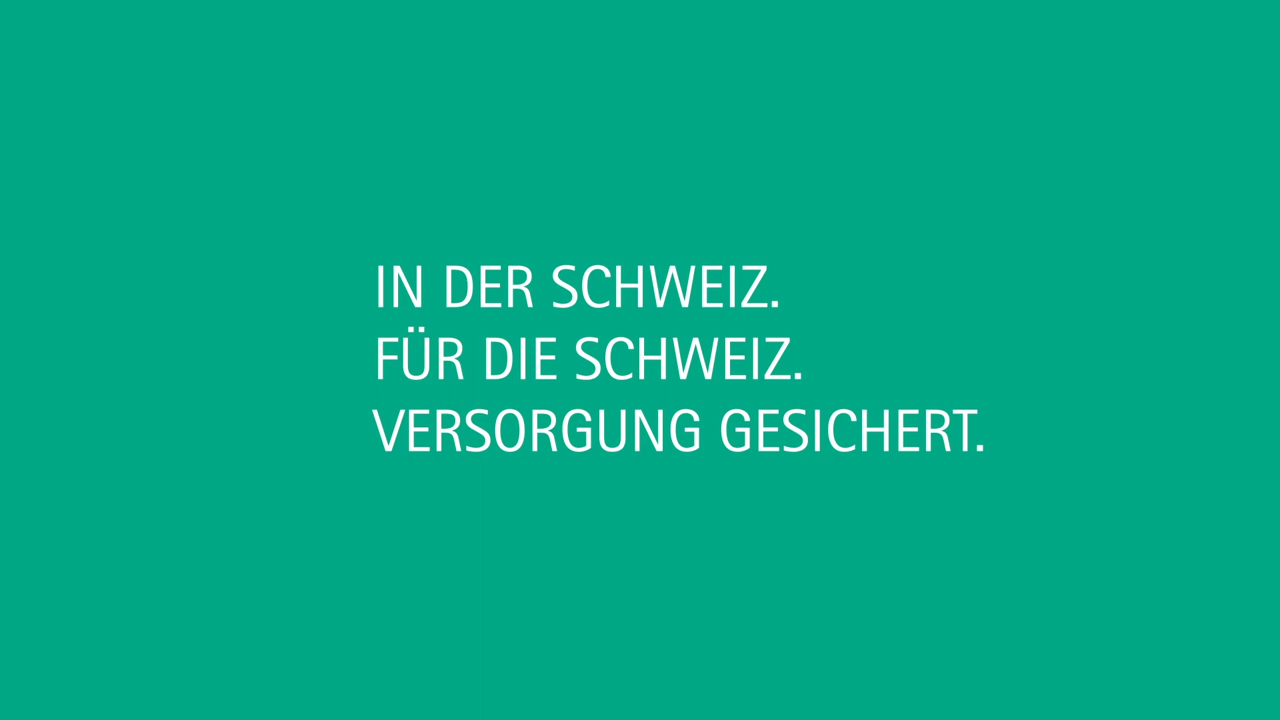 IN DER SCHWEIZ.
FÜR DIE SCHWEIZ.
VERSORGUNG GESICHERT.